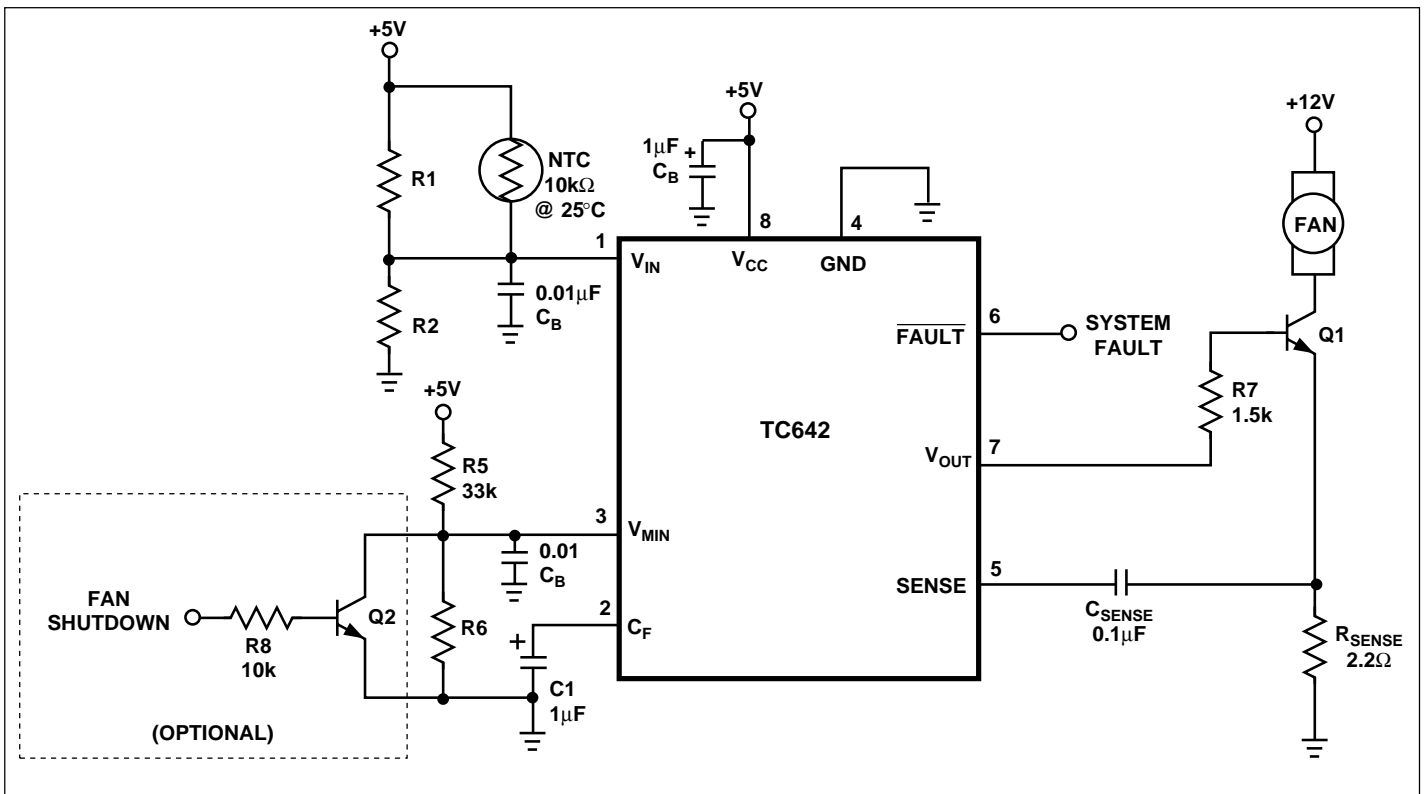 +5V
R1
NTC
10kΩ
@ 25°C
R2
0.01μF
C_B
+5V
1μF +
C_B
8
4
1
V_IN
V_CC
GND
FAULT
6
SYSTEM
FAULT
TC642
V_OUT
7
R7
1.5k
+12V
FAN
Q1
+5V
R5
33k
3
V_MIN
0.01
C_B
SENSE
5
C_SENSE
0.1μF
R_SENSE
2.2Ω
FAN
SHUTDOWN
R8
10k
Q2
R6
2
C_F
+
C1
1μF
(OPTIONAL)